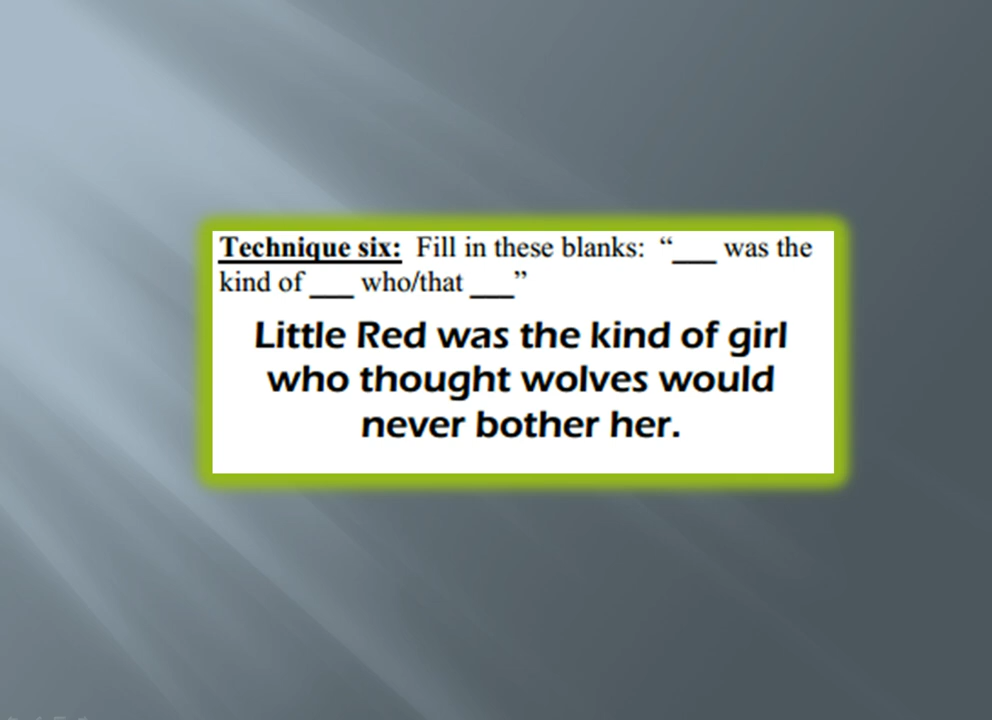 Technique six: Fill in these blanks: “___ was the
kind of ___ who/that ___”
Little Red was the kind of girl
who thought wolves would
never bother her.